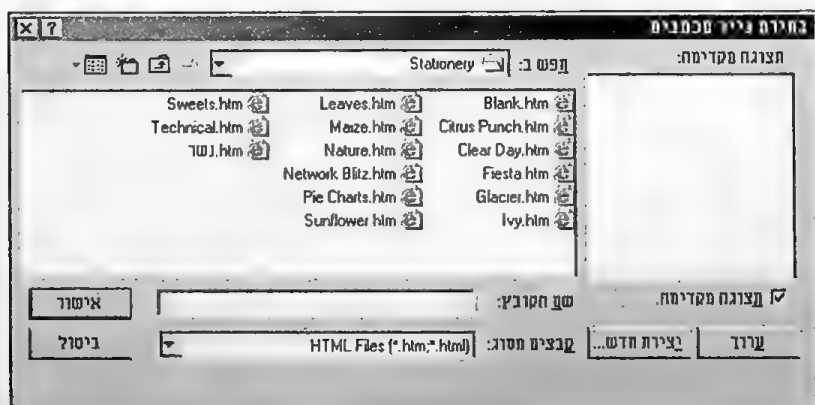 בחירת נייר מכתבים
תצוגה מקדימה:
חפש ב: Stationery
Blank.htm Leaves.htm Sweets.htm
Citrus Punch.htm Maize.htm Technical.htm
Clear Day.htm Nature.htm נשר.htm
Fiesta.htm Network Blitz.htm
Glacier.htm Pie Charts.htm
Ivy.htm Sunflower.htm
תצוגה מקדימה.
שם הקובץ: אישור
ערוך יצירת חדש... קבצים מסוג: HTML Files (*.htm;*.html) ביטול